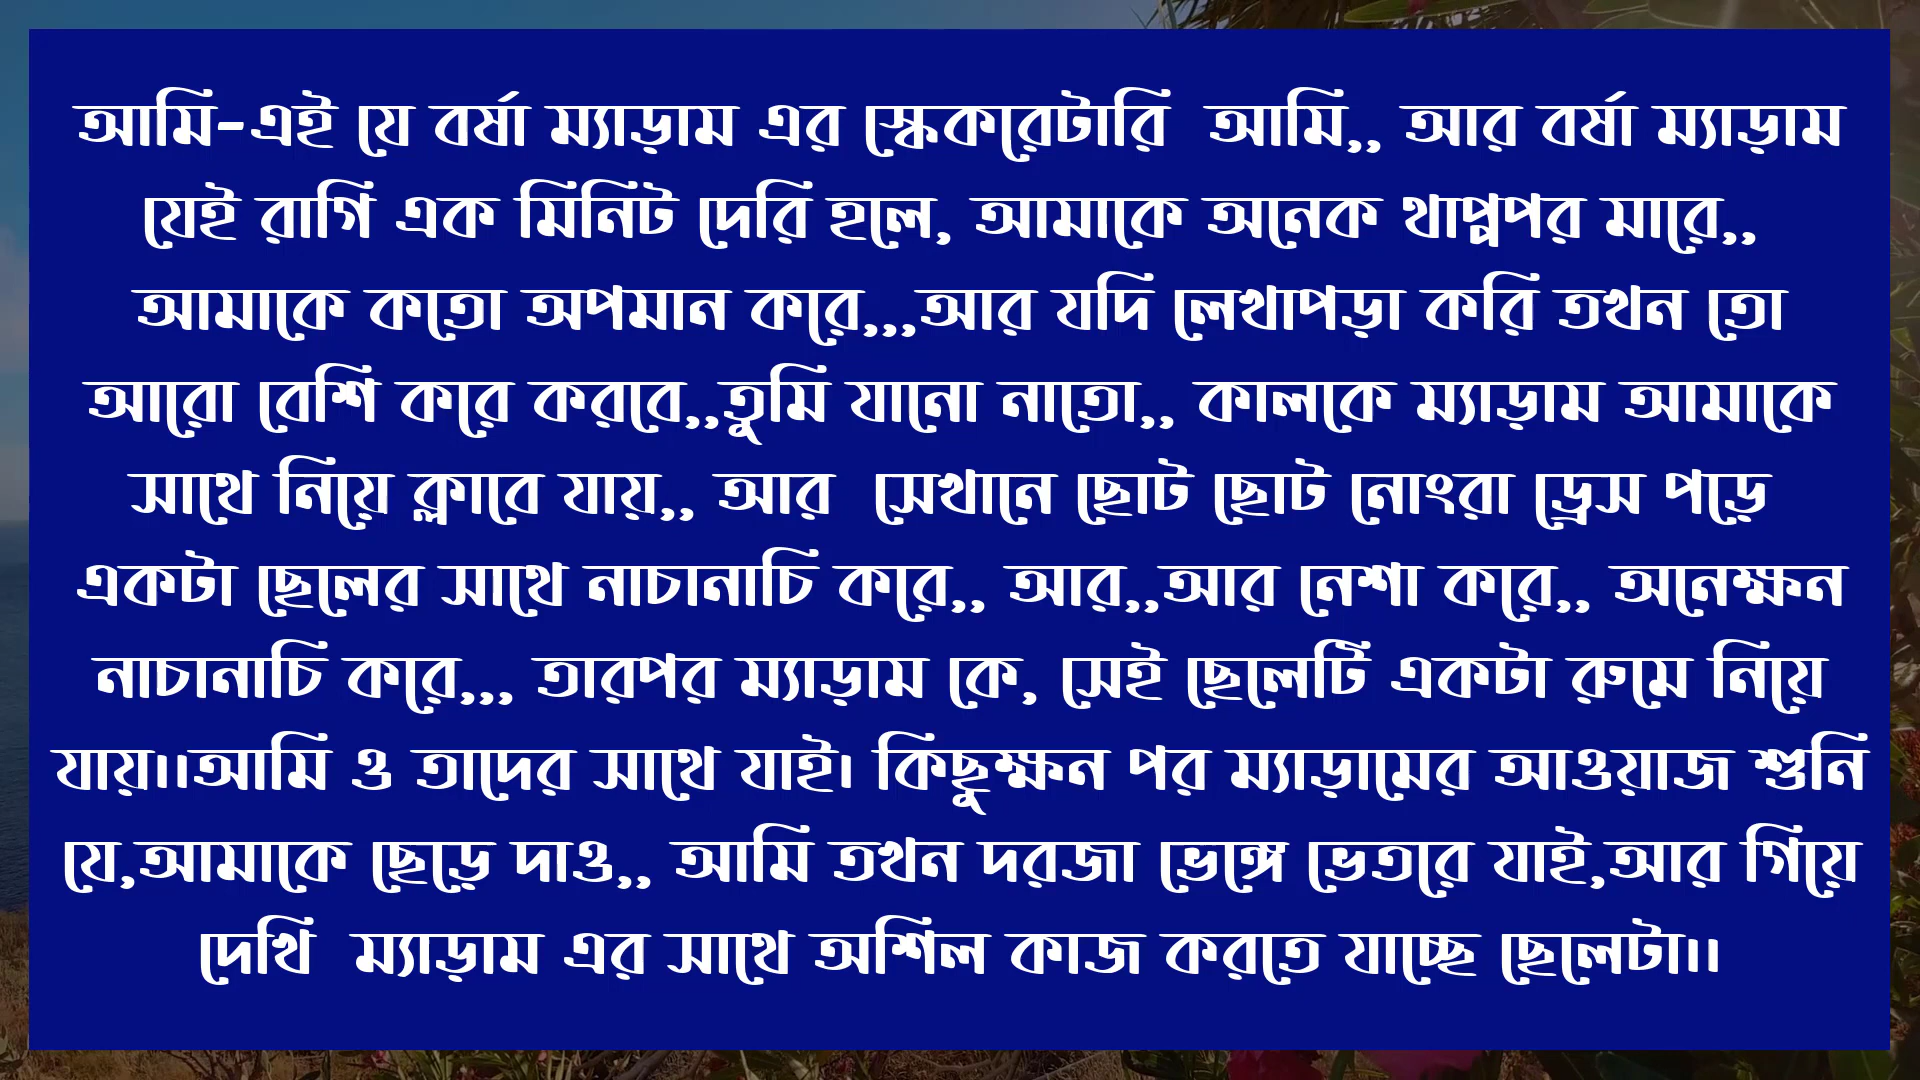 আমি-এই যে বর্ষা ম্যাড়াম এর স্কেকরেটারি আমি,, আর বর্ষা ম্যাড়াম
যেই রাগি এক মিনিট দেরি হলে, আমাকে অনেক থাপ্পপর মারে,,
আমাকে কতো অপমান করে,,,আর যদি লেখাপড়া করি তখন তো
আরো বেশি করে করবে,,তুমি যানো নাতো,, কালকে ম্যাড়াম আমাকে
সাথে নিয়ে ক্লাবে যায়,, আর সেখানে ছোট ছোট নোংরা ড্রেস পড়ে
একটা ছেলের সাথে নাচানাচি করে,, আর,,আর নেশা করে,, অনেক্ষন
নাচানাচি করে,,, তারপর ম্যাড়াম কে, সেই ছেলেটি একটা রুমে নিয়ে
যায়।।আমি ও তাদের সাথে যাই। কিছুক্ষন পর ম্যাড়ামের আওয়াজ শুনি
যে,আমাকে ছেড়ে দাও,, আমি তখন দরজা ভেঙ্গে ভেতরে যাই,আর গিয়ে
দেখি ম্যাড়াম এর সাথে অশিল কাজ করতে যাচ্ছে ছেলেটা।।